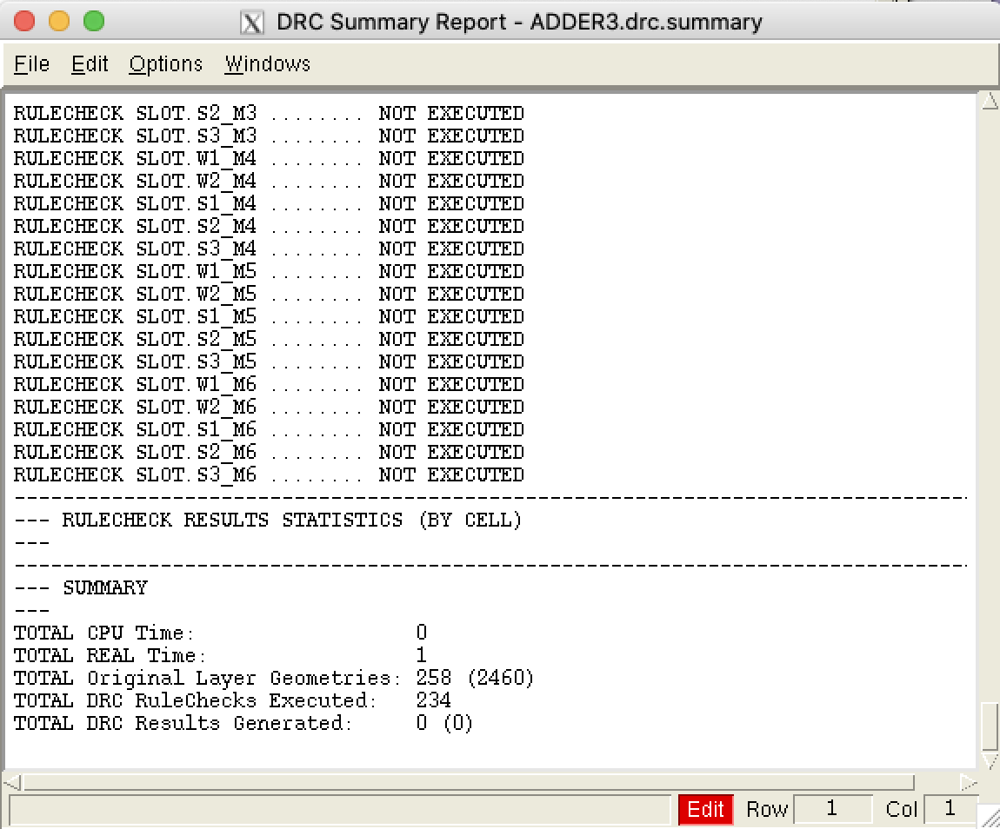 DRC Summary Report - ADDER3.drc.summary
File Edit Options Windows
RULECHECK SLOT.S2_M3 ........ NOT EXECUTED
RULECHECK SLOT.S3_M3 ........ NOT EXECUTED
RULECHECK SLOT.W1_M4 ........ NOT EXECUTED
RULECHECK SLOT.W2_M4 ........ NOT EXECUTED
RULECHECK SLOT.S1_M4 ........ NOT EXECUTED
RULECHECK SLOT.S2_M4 ........ NOT EXECUTED
RULECHECK SLOT.S3_M4 ........ NOT EXECUTED
RULECHECK SLOT.W1_M5 ........ NOT EXECUTED
RULECHECK SLOT.W2_M5 ........ NOT EXECUTED
RULECHECK SLOT.S1_M5 ........ NOT EXECUTED
RULECHECK SLOT.S2_M5 ........ NOT EXECUTED
RULECHECK SLOT.S3_M5 ........ NOT EXECUTED
RULECHECK SLOT.W1_M6 ........ NOT EXECUTED
RULECHECK SLOT.W2_M6 ........ NOT EXECUTED
RULECHECK SLOT.S1_M6 ........ NOT EXECUTED
RULECHECK SLOT.S2_M6 ........ NOT EXECUTED
RULECHECK SLOT.S3_M6 ........ NOT EXECUTED
------------------------------------------------------------------------------
--- RULECHECK RESULTS STATISTICS (BY CELL)
---
------------------------------------------------------------------------------
--- SUMMARY
---
TOTAL CPU Time: 0
TOTAL REAL Time: 1
TOTAL Original Layer Geometries: 258 (2460)
TOTAL DRC RuleChecks Executed: 234
TOTAL DRC Results Generated: 0 (0)
Edit Row 1 Col 1